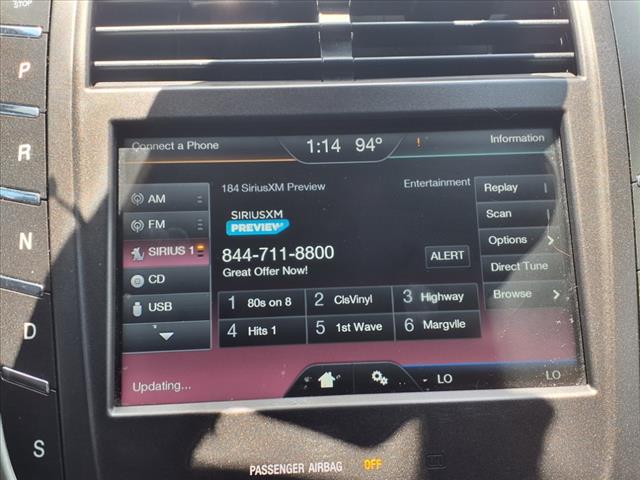 STOP
P
R
N
D
S
Connect a Phone
1:14 94°
!
Information
AM
FM
SIRIUS 1
CD
USB
184 SiriusXM Preview
Entertainment
SIRIUSXM
PREVIEW
844-711-8800
Great Offer Now!
ALERT
1 80s on 8
2 ClsVinyl
3 Highway
4 Hits 1
5 1st Wave
6 Margvlle
Replay
Scan
Options >
Direct Tune
Browse >
Updating...
LO
LO
PASSENGER AIRBAG OFF